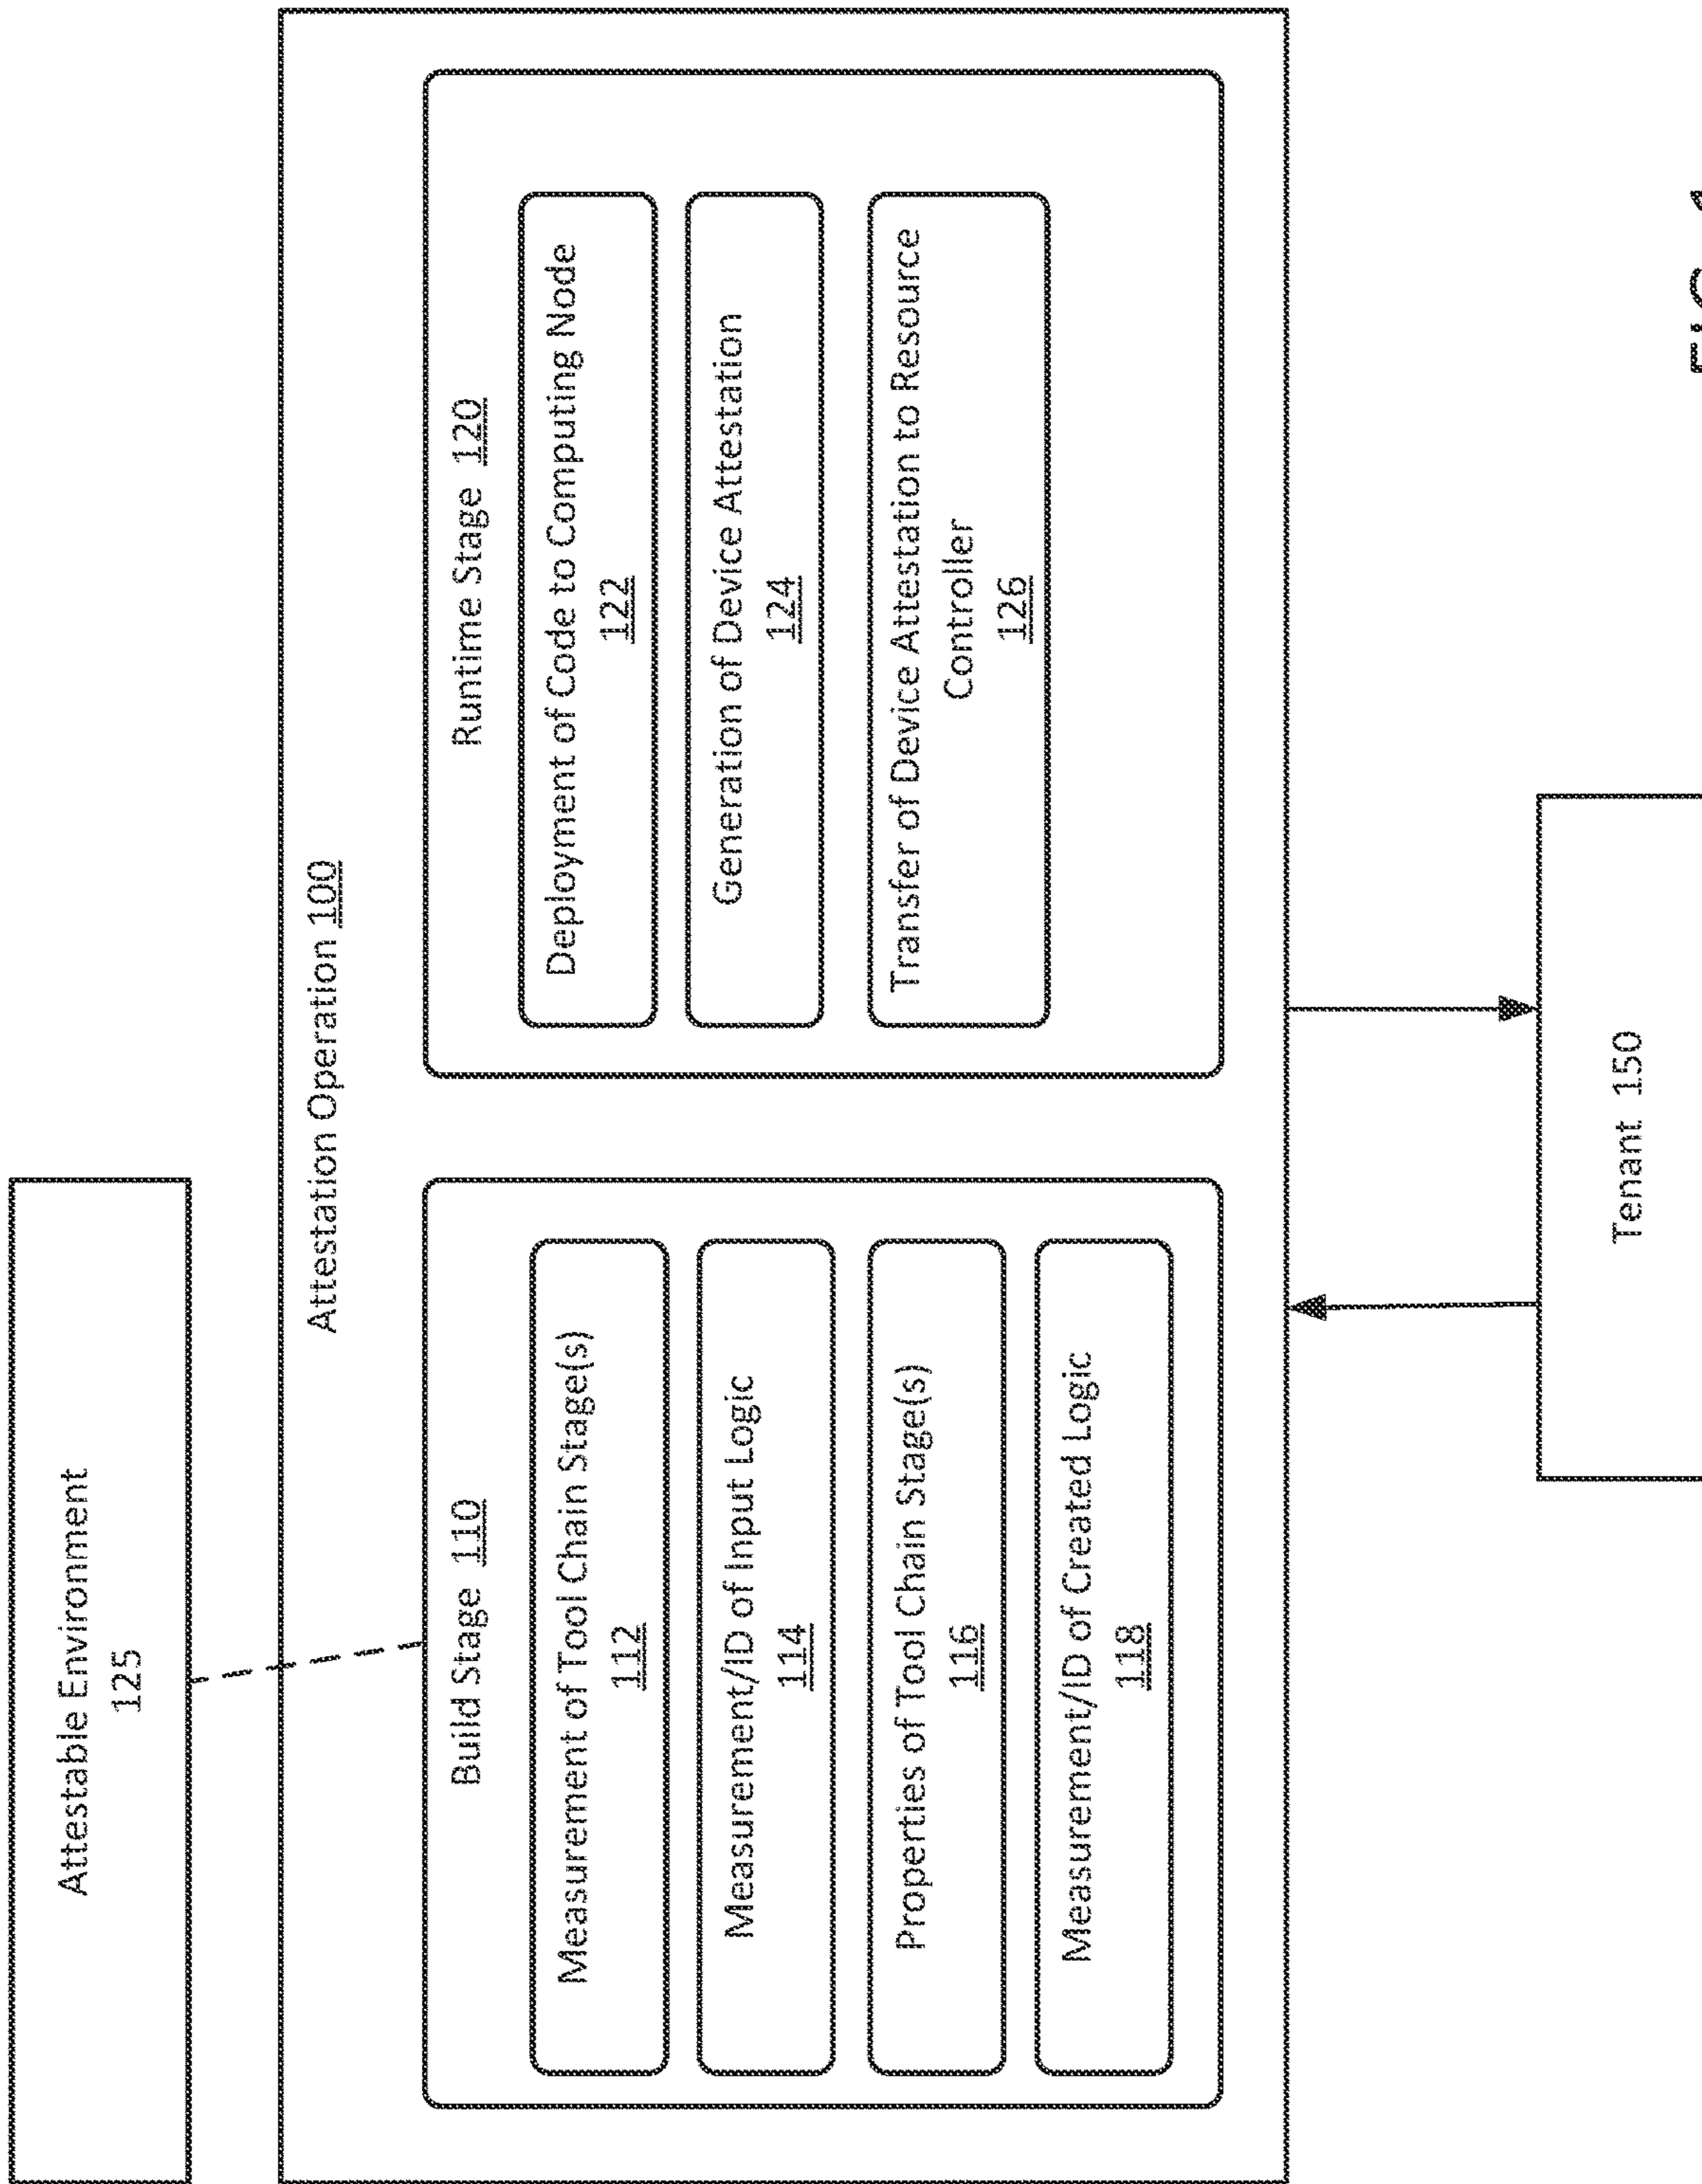 Attestable Environment
125
Attestation Operation 100
Build Stage 110
Measurement of Tool Chain Stage(s)
112
Measurement/ID of Input Logic
114
Properties of Tool Chain Stage(s)
116
Measurement/ID of Created Logic
118
Runtime Stage 120
Deployment of Code to Computing Node
122
Generation of Device Attestation
124
Transfer of Device Attestation to Resource
Controller
126
Tenant 150